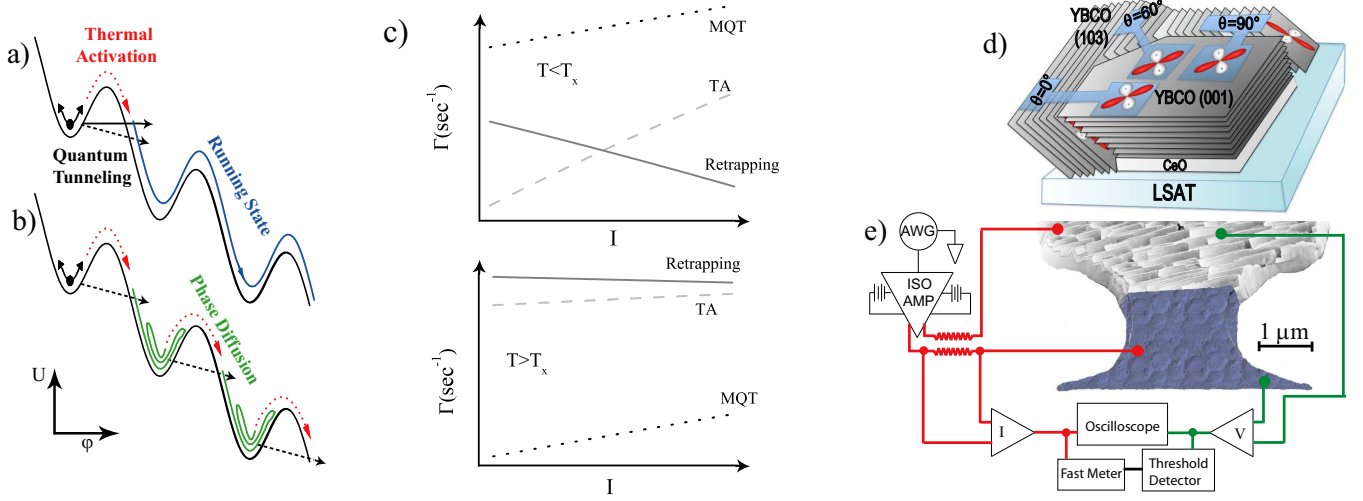 a)
Thermal
Activation
Quantum
Tunneling
Running State
b)
Phase Diffusion
U
φ
c)
Γ(sec⁻¹)
MQT
T<Tₓ
TA
Retrapping
I
Γ(sec⁻¹)
Retrapping
TA
T>Tₓ
MQT
I
d)
YBCO
(103)
θ=60°
θ=90°
θ=0°
YBCO (001)
CeO
LSAT
e)
AWG
ISO
AMP
1 μm
I
Oscilloscope
V
Fast Meter
Threshold
Detector